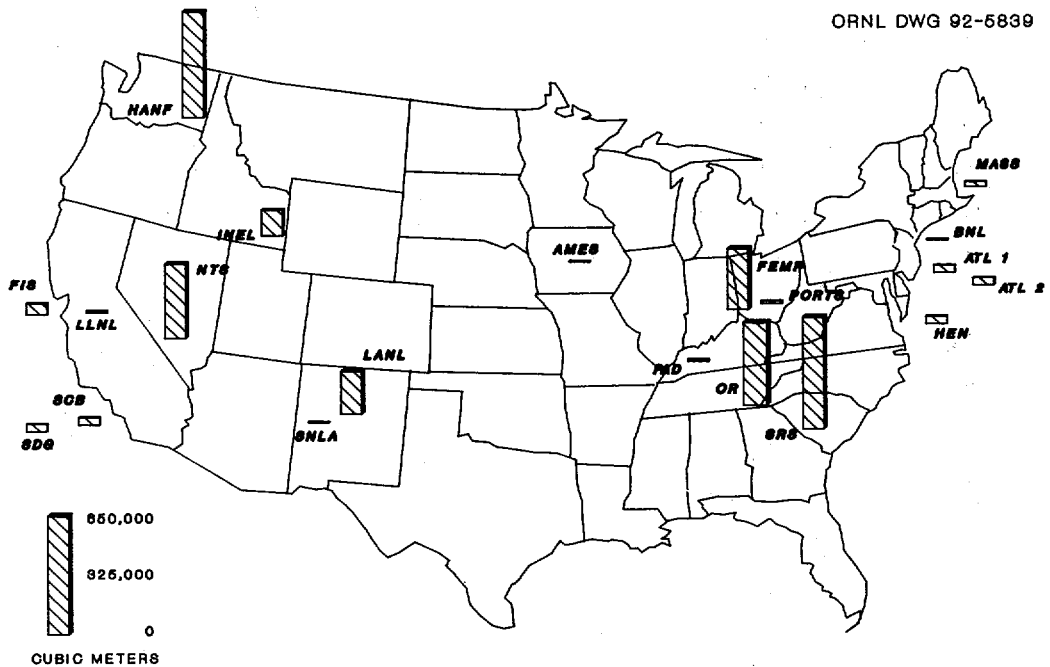 ORNL DWG 92-5839
HANF
MASS
INEL
AMES
BNL
NTS
FEMP
ATL 1
FIS
PORTS
ATL 2
LLNL
HEN
LANL
PAD
OR
SCB
SNLA
SRS
SDG
650,000
325,000
0
CUBIC METERS